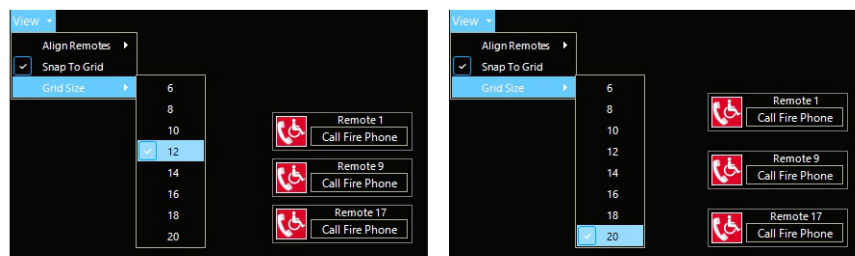 View
Align Remotes
Snap To Grid
Grid Size
6
8
10
12
14
16
18
20
Remote 1
Call Fire Phone
Remote 9
Call Fire Phone
Remote 17
Call Fire Phone
View
Align Remotes
Snap To Grid
Grid Size
6
8
10
12
14
16
18
20
Remote 1
Call Fire Phone
Remote 9
Call Fire Phone
Remote 17
Call Fire Phone